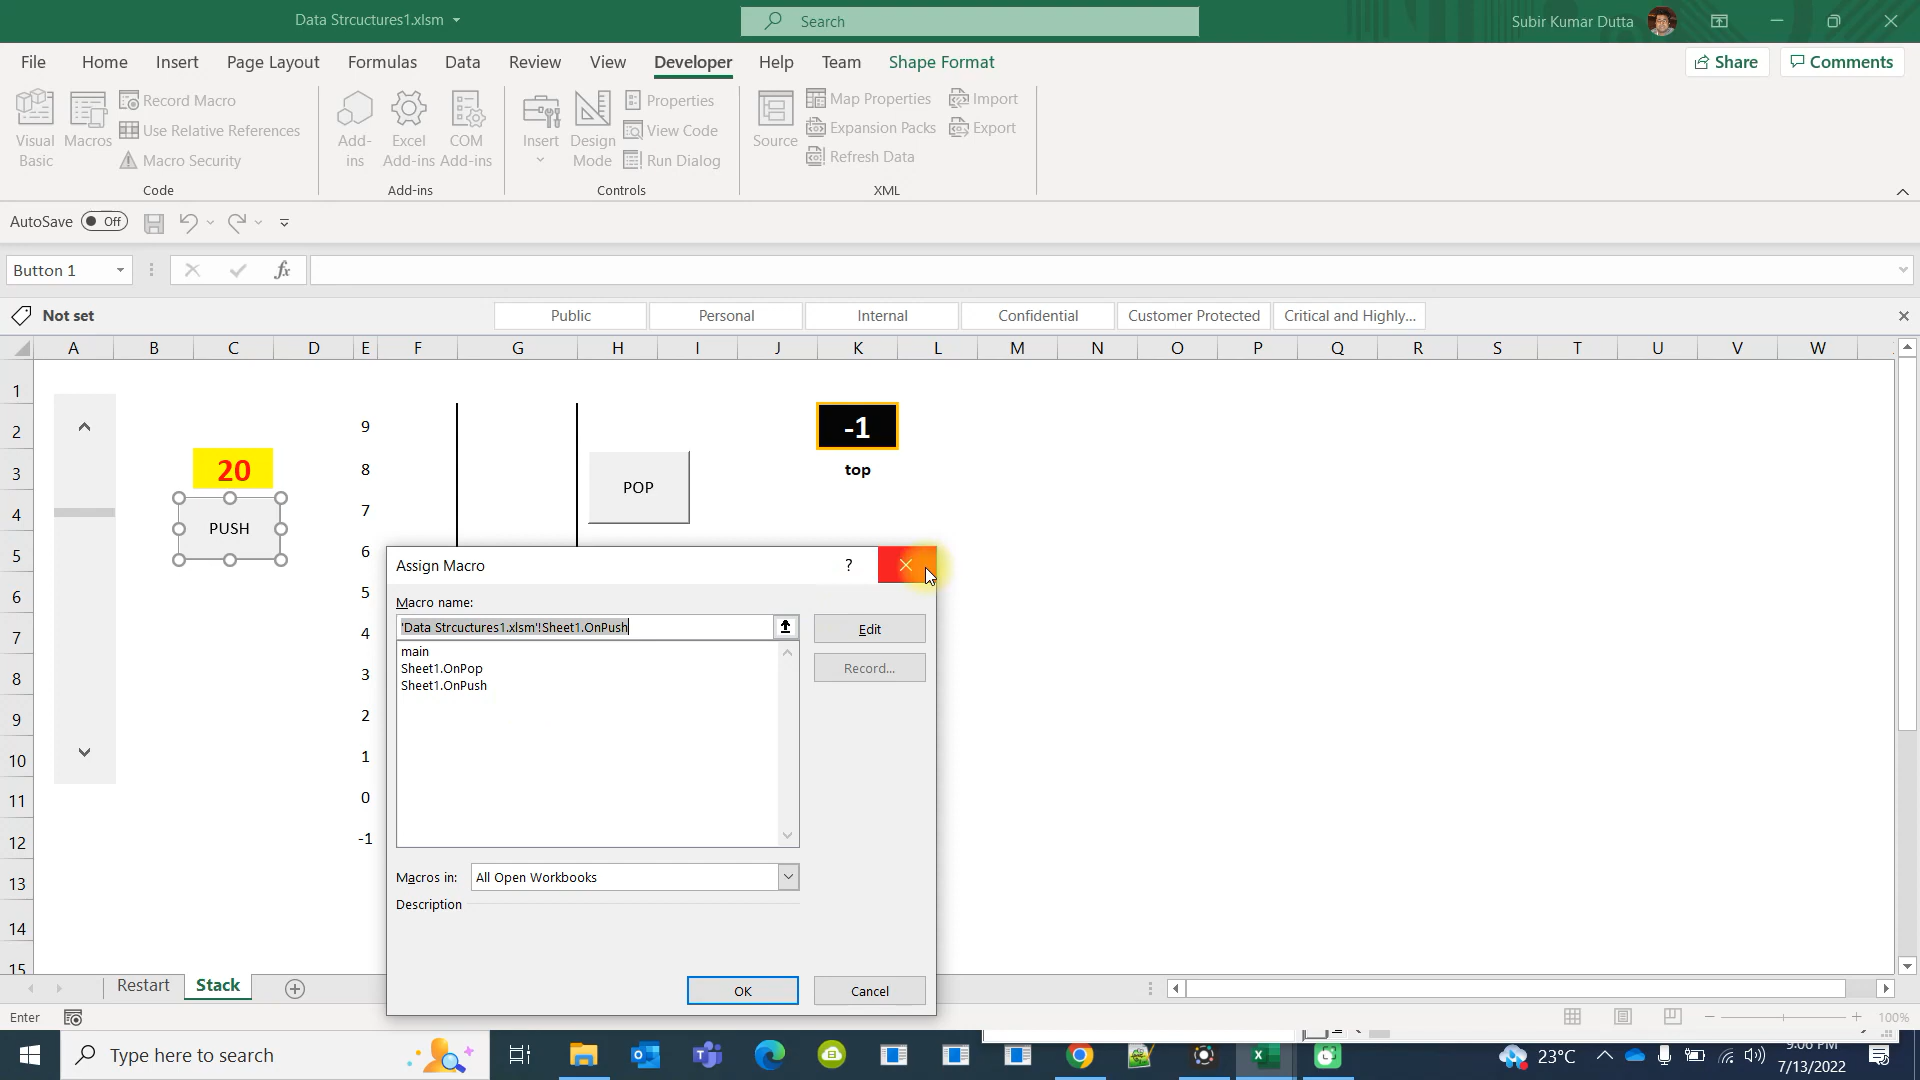 Data Strcuctures1.xlsm
Search
Subir Kumar Dutta
File Home Insert Page Layout Formulas Data Review View Developer Help Team Shape Format
Share
Comments
Visual Basic
Macros
Record Macro
Use Relative References
Macro Security
Code
Add-ins
Excel Add-ins
COM Add-ins
Add-ins
Insert
Design Mode
Properties
View Code
Run Dialog
Controls
Source
Map Properties
Expansion Packs
Refresh Data
Import
Export
XML
AutoSave Off
Button 1
fx
Not set
Public Personal Internal Confidential Customer Protected Critical and Highly...
A B C D E F G H I J K L M N O P Q R S T U V W
1
2 9 -1
3 20 8 POP top
4 PUSH 7
5 6
6 5
7 4
8 3
9 2
10 1
11 0
12 -1
13
14
15
Assign Macro
?
Macro name:
'Data Strcuctures1.xlsm'!Sheet1.OnPush
Edit
main
Sheet1.OnPop
Sheet1.OnPush
Record...
Macros in: All Open Workbooks
Description
OK Cancel
Restart Stack
Enter
100%
Type here to search
23°C
9:06 PM
7/13/2022